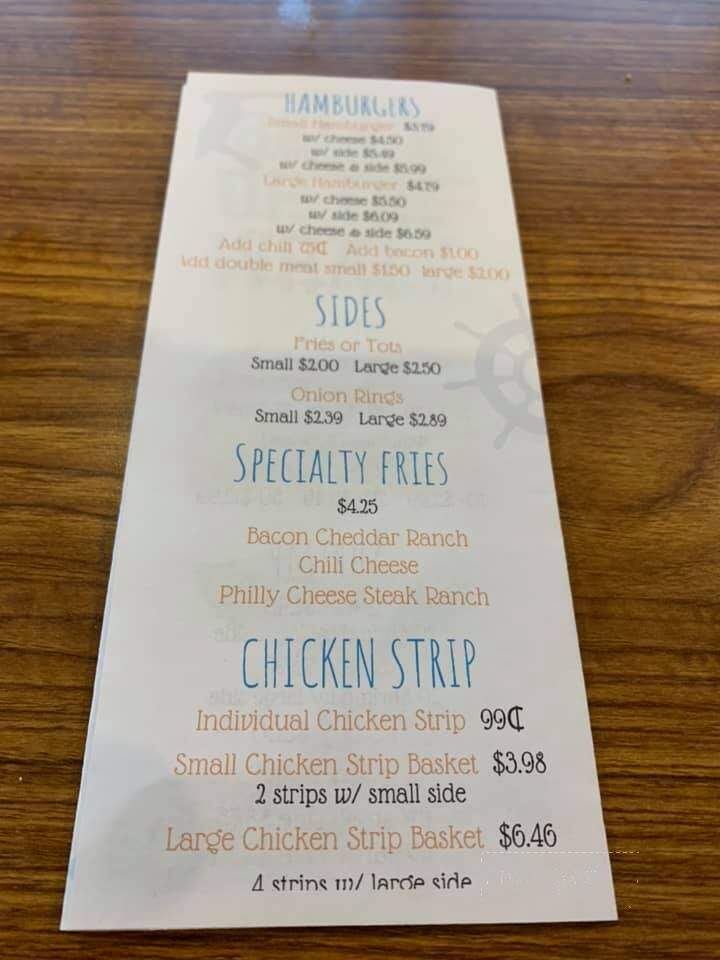 HAMBURGERS
Small Hamburger
w/ cheese $4.50
w/ side $5.49
w/ cheese & side $5.99
Large Hamburger $4.79
w/ cheese $5.50
w/ side $6.09
w/ cheese & side $6.59
Add chili Add bacon $1.00
Add double meat small $1.50 large $2.00
SIDES
Fries or Tots
Small $2.00 Large $2.50
Onion Rings
Small $2.39 Large $2.89
SPECIALTY FRIES
$4.25
Bacon Cheddar Ranch
Chili Cheese
Philly Cheese Steak Ranch
CHICKEN STRIP
Individual Chicken Strip 99₵
Small Chicken Strip Basket $3.98
2 strips w/ small side
Large Chicken Strip Basket $6.46
4 strips w/ large side